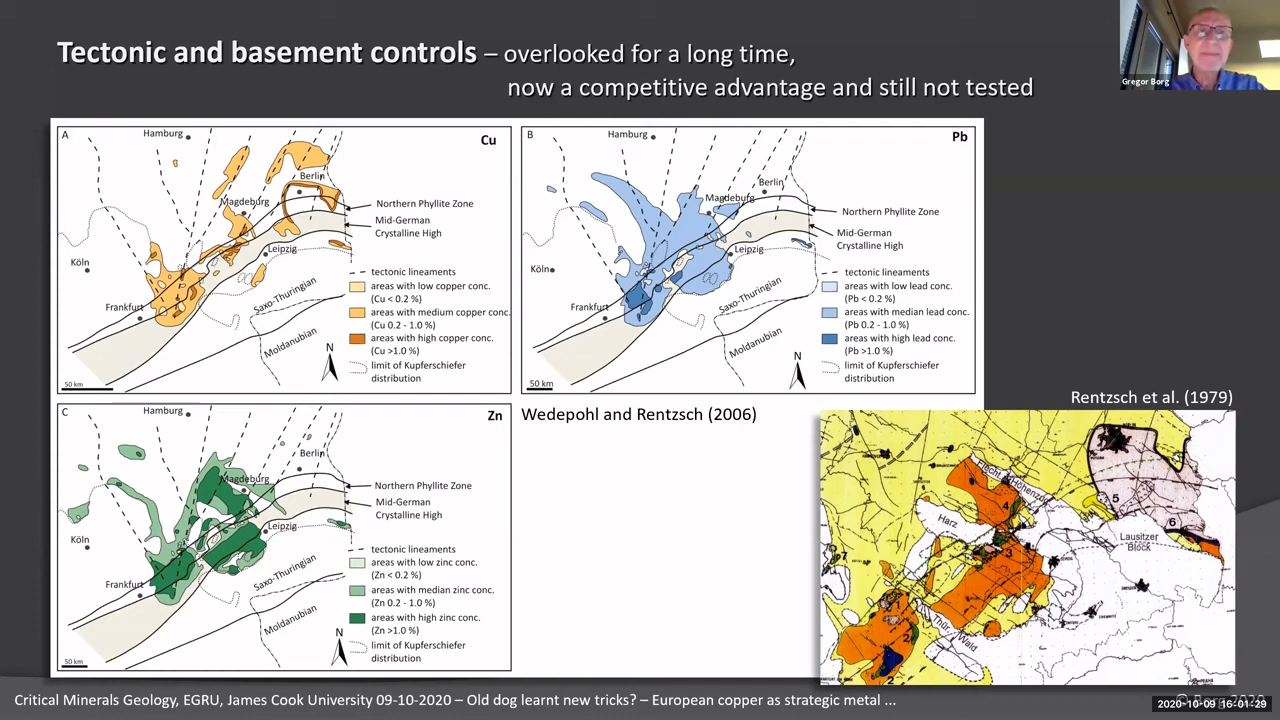 Tectonic and basement controls – overlooked for a long time,
now a competitive advantage and still not tested
Gregor Borg
A
Hamburg
Cu
Berlin
Magdeburg
Northern Phyllite Zone
Mid-German
Crystalline High
Leipzig
Köln
tectonic lineaments
areas with low copper conc.
(Cu < 0.2 %)
areas with medium copper conc.
(Cu 0.2 - 1.0 %)
areas with high copper conc.
(Cu >1.0 %)
limit of Kupferschiefer
distribution
Frankfurt
Saxo-Thuringian
Moldanubian
N
50 km
B
Hamburg
Pb
Berlin
Magdeburg
Northern Phyllite Zone
Mid-German
Crystalline High
Leipzig
Köln
tectonic lineaments
areas with low lead conc.
(Pb < 0.2 %)
areas with median lead conc.
(Pb 0.2 - 1.0 %)
areas with high lead conc.
(Pb >1.0 %)
limit of Kupferschiefer
distribution
Frankfurt
Saxo-Thuringian
Moldanubian
N
50 km
C
Hamburg
Zn
Berlin
Magdeburg
Northern Phyllite Zone
Mid-German
Crystalline High
Leipzig
Köln
tectonic lineaments
areas with low zinc conc.
(Zn < 0.2 %)
areas with median zinc conc.
(Zn 0.2 - 1.0 %)
areas with high zinc conc.
(Zn >1.0 %)
limit of Kupferschiefer
distribution
Frankfurt
Saxo-Thuringian
Moldanubian
N
50 km
Wedepohl and Rentzsch (2006)
Rentzsch et al. (1979)
Harz
4
5
6
Lausitzer
Block
3
7
1
2
Thür. Wald
2
Critical Minerals Geology, EGRU, James Cook University 09-10-2020 – Old dog learnt new tricks? – European copper as strategic metal ...
© Borg 2020
2020-10-09 16:01:29